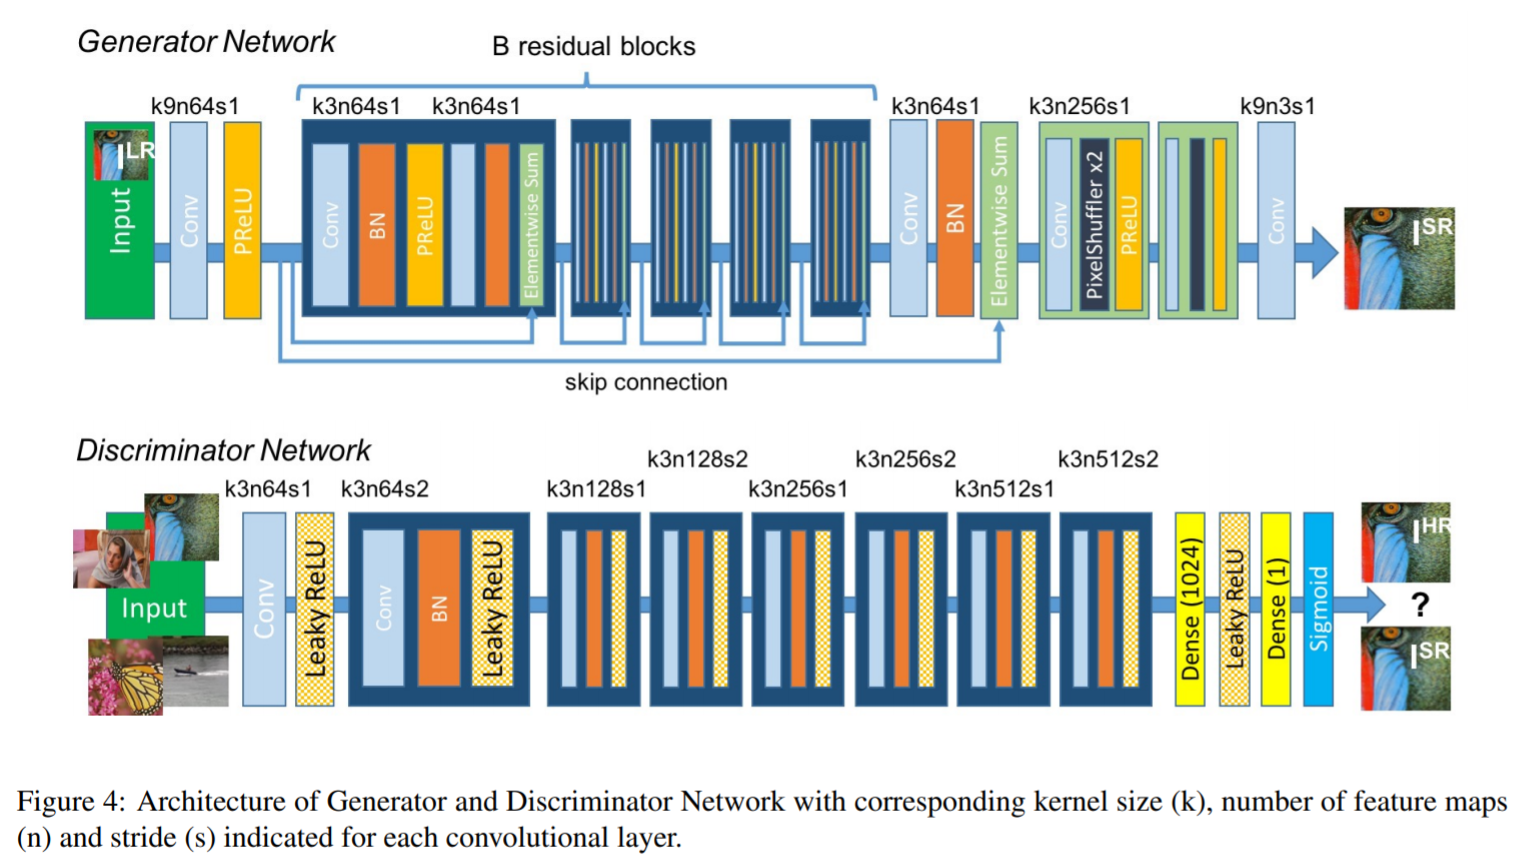 Generator Network
B residual blocks
k9n64s1 k3n64s1 k3n64s1 k3n64s1 k3n256s1 k9n3s1
Input
I^LR
Conv
PReLU
Conv
BN
PReLU
Elementwise Sum
Conv
BN
Elementwise Sum
Conv
PixelShuffler x2
PReLU
Conv
I^SR
skip connection
Discriminator Network
k3n128s2 k3n256s2 k3n512s2
k3n64s1 k3n64s2 k3n128s1 k3n256s1 k3n512s1
Input
Conv
Leaky ReLU
Conv
BN
Leaky ReLU
Dense (1024)
Leaky ReLU
Dense (1)
Sigmoid
I^HR
?
I^SR
Figure 4: Architecture of Generator and Discriminator Network with corresponding kernel size (k), number of feature maps
(n) and stride (s) indicated for each convolutional layer.